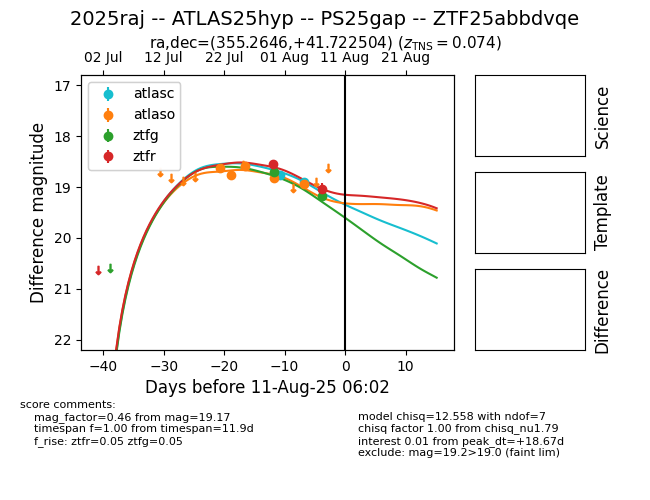 2025raj -- ATLAS25hyp -- PS25gap -- ZTF25abbdvqe
ra,dec=(355.2646,+41.722504) (z_TNS = 0.074)
02 Jul 12 Jul 22 Jul 01 Aug 11 Aug 21 Aug
atlasc
atlaso
ztfg
ztfr
17
18
19
20
21
22
Difference magnitude
−40 −30 −20 −10 0 10
Days before 11-Aug-25 06:02
Science
Template
Difference
score comments:
mag_factor=0.46 from mag=19.17
timespan f=1.00 from timespan=11.9d
f_rise: ztfr=0.05 ztfg=0.05
model chisq=12.558 with ndof=7
chisq factor 1.00 from chisq_nu1.79
interest 0.01 from peak_dt=+18.67d
exclude: mag=19.2>19.0 (faint lim)